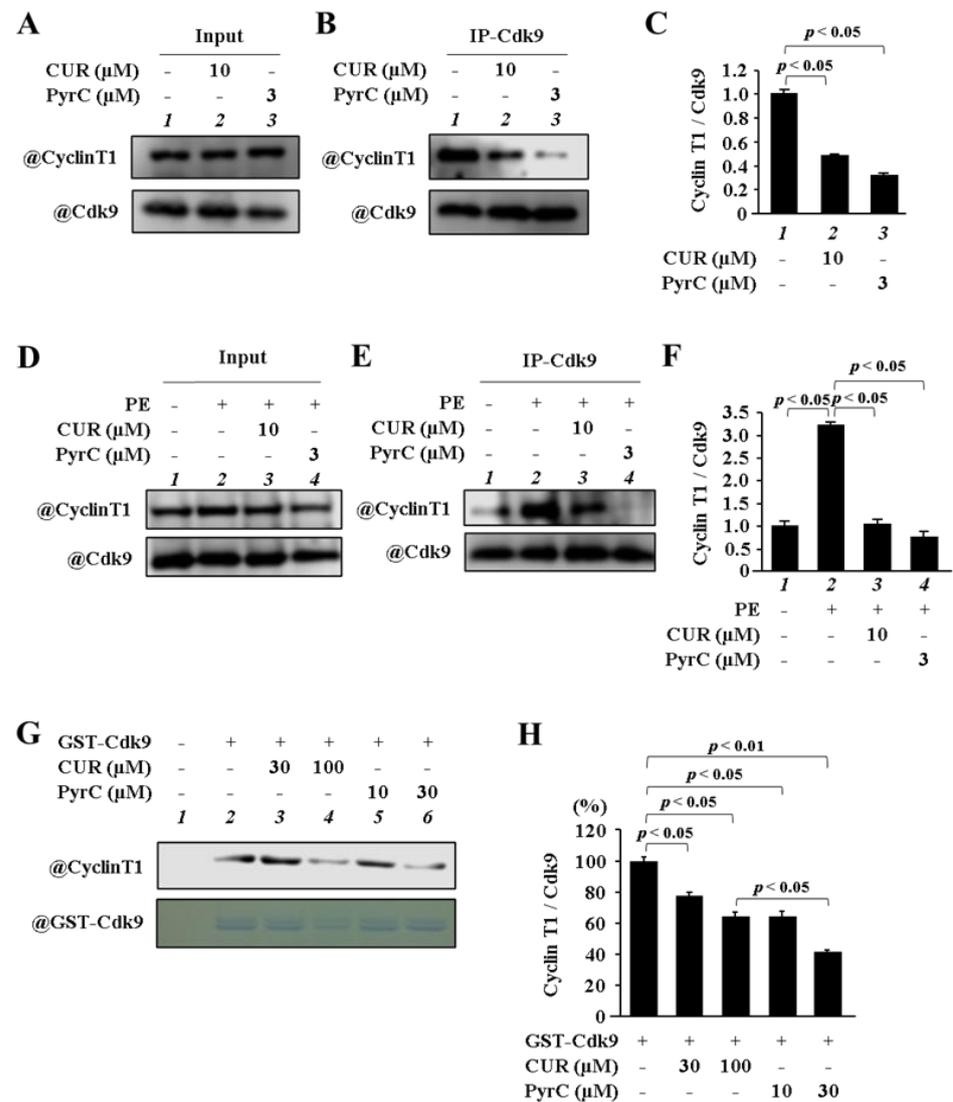 A
Input
CUR (µM) - 10 -
PyrC (µM) - - 3
1 2 3
@CyclinT1
@Cdk9
B
IP-Cdk9
CUR (µM) - 10 -
PyrC (µM) - - 3
1 2 3
@CyclinT1
@Cdk9
C
p < 0.05
p < 0.05
Cyclin T1 / Cdk9
1.2
1.0
0.8
0.6
0.4
0.2
0
1 2 3
CUR (µM) - 10 -
PyrC (µM) - - 3
D
Input
PE - + + +
CUR (µM) - - 10 -
PyrC (µM) - - - 3
1 2 3 4
@CyclinT1
@Cdk9
E
IP-Cdk9
PE - + + +
CUR (µM) - - 10 -
PyrC (µM) - - - 3
1 2 3 4
@CyclinT1
@Cdk9
F
p < 0.05
p < 0.05 p < 0.05
Cyclin T1 / Cdk9
3.5
3.0
2.5
2.0
1.5
1.0
0.5
0
1 2 3 4
PE - + + +
CUR (µM) - - 10 -
PyrC (µM) - - - 3
G
GST-Cdk9 - + + + + +
CUR (µM) - - 30 100 - -
PyrC (µM) - - - - 10 30
1 2 3 4 5 6
@CyclinT1
@GST-Cdk9
H
p < 0.01
p < 0.05
p < 0.05
p < 0.05
p < 0.05
(%)
Cyclin T1 / Cdk9
120
100
80
60
40
20
0
GST-Cdk9 + + + + +
CUR (µM) - 30 100 - -
PyrC (µM) - - - 10 30